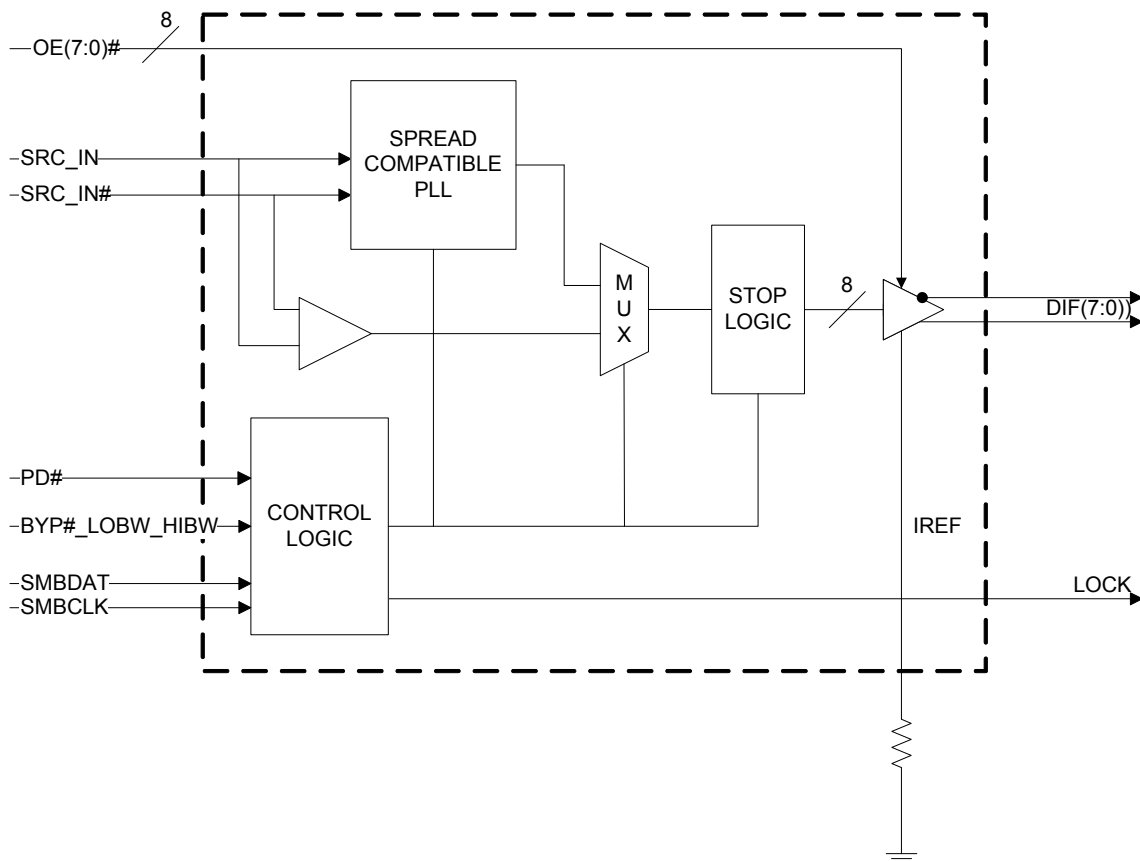 8
OE(7:0)#
SPREAD
COMPATIBLE
PLL
SRC_IN
SRC_IN#
M
U
X
STOP
LOGIC
8
DIF(7:0))
CONTROL
LOGIC
PD#
BYP#_LOBW_HIBW
IREF
SMBDAT
SMBCLK
LOCK